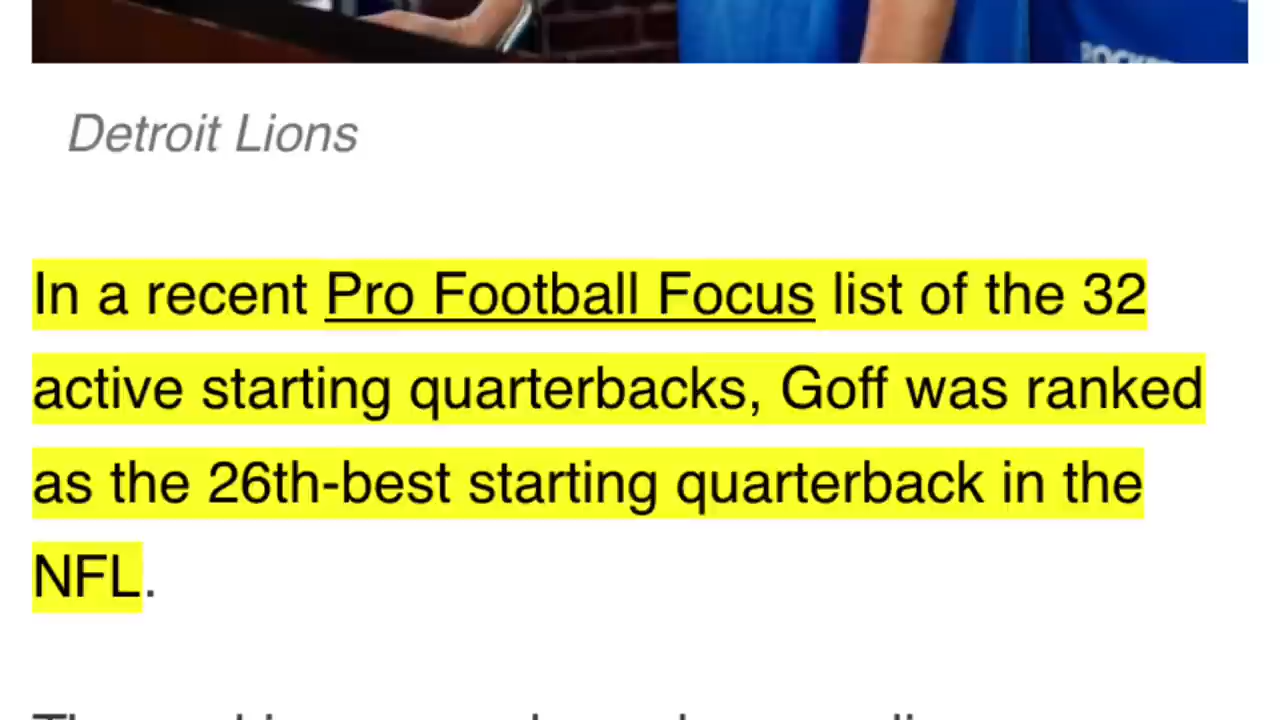 Detroit Lions
In a recent Pro Football Focus list of the 32
active starting quarterbacks, Goff was ranked
as the 26th-best starting quarterback in the
NFL.